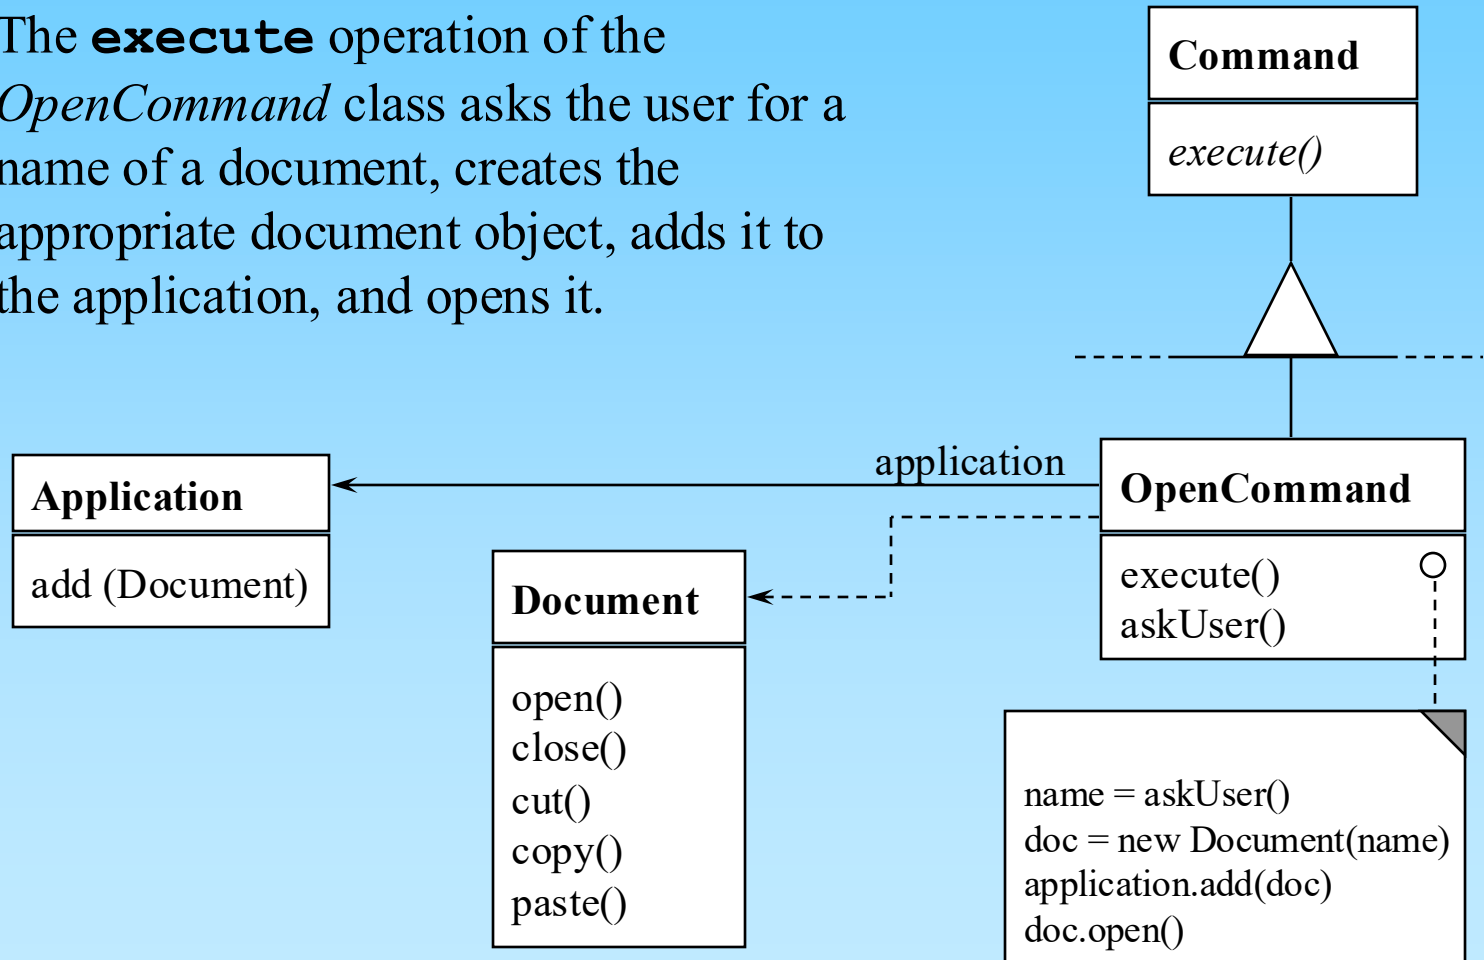 The execute operation of the
OpenCommand class asks the user for a
name of a document, creates the
appropriate document object, adds it to
the application, and opens it.
Command
execute()
application
Application
add (Document)
OpenCommand
execute()
askUser()
Document
open()
close()
cut()
copy()
paste()
name = askUser()
doc = new Document(name)
application.add(doc)
doc.open()